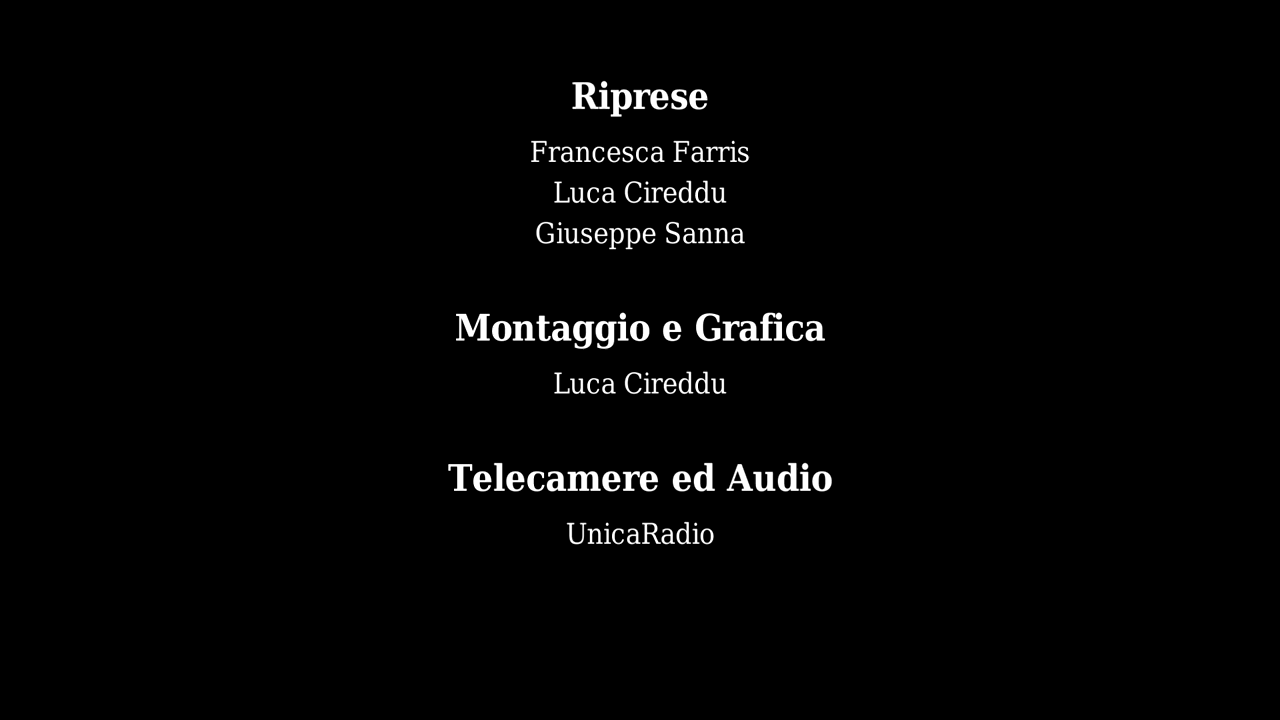 Riprese
Francesca Farris
Luca Cireddu
Giuseppe Sanna
Montaggio e Grafica
Luca Cireddu
Telecamere ed Audio
UnicaRadio